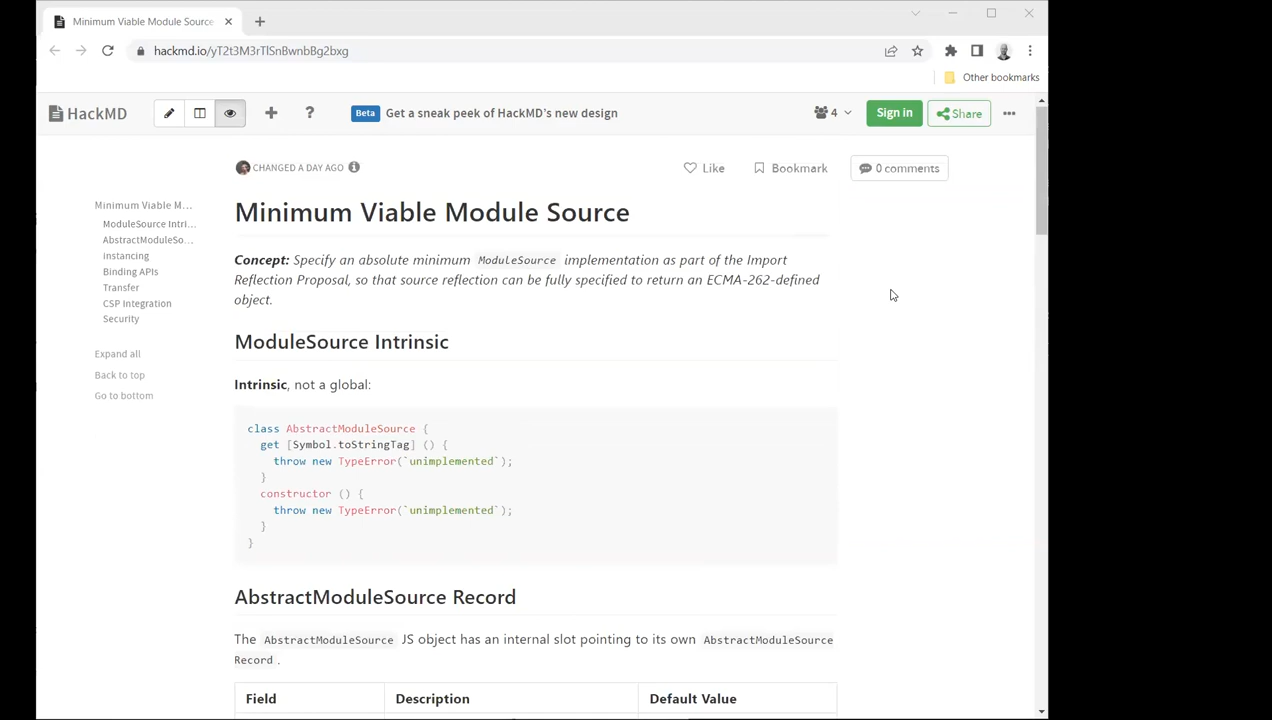 Minimum Viable Module Source
hackmd.io/yT2t3M3rTlSnBwnbBg2bxg
Other bookmarks
HackMD
Beta Get a sneak peek of HackMD's new design
4
Sign in
Share
CHANGED A DAY AGO
Like
Bookmark
0 comments
Minimum Viable M...
ModuleSource Intri...
AbstractModuleSo...
Instancing
Binding APIs
Transfer
CSP Integration
Security
Expand all
Back to top
Go to bottom
Minimum Viable Module Source
Concept: Specify an absolute minimum ModuleSource implementation as part of the Import
Reflection Proposal, so that source reflection can be fully specified to return an ECMA-262-defined
object.
ModuleSource Intrinsic
Intrinsic, not a global:
class AbstractModuleSource {
get [Symbol.toStringTag] () {
throw new TypeError(`unimplemented`);
}
constructor () {
throw new TypeError(`unimplemented`);
}
}
AbstractModuleSource Record
The AbstractModuleSource JS object has an internal slot pointing to its own AbstractModuleSource
Record.
Field Description Default Value